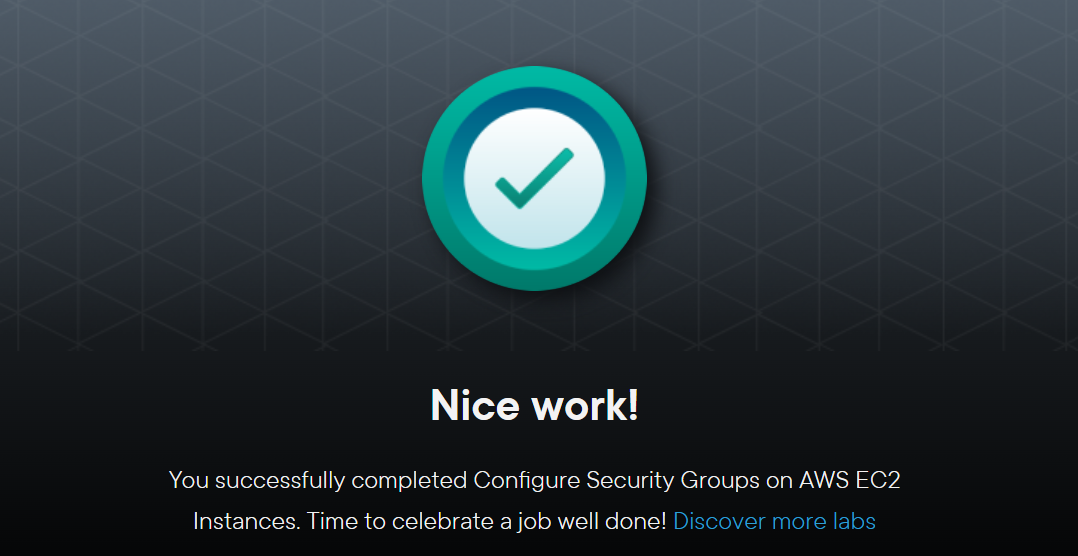 Nice work!
You successfully completed Configure Security Groups on AWS EC2
Instances. Time to celebrate a job well done! Discover more labs